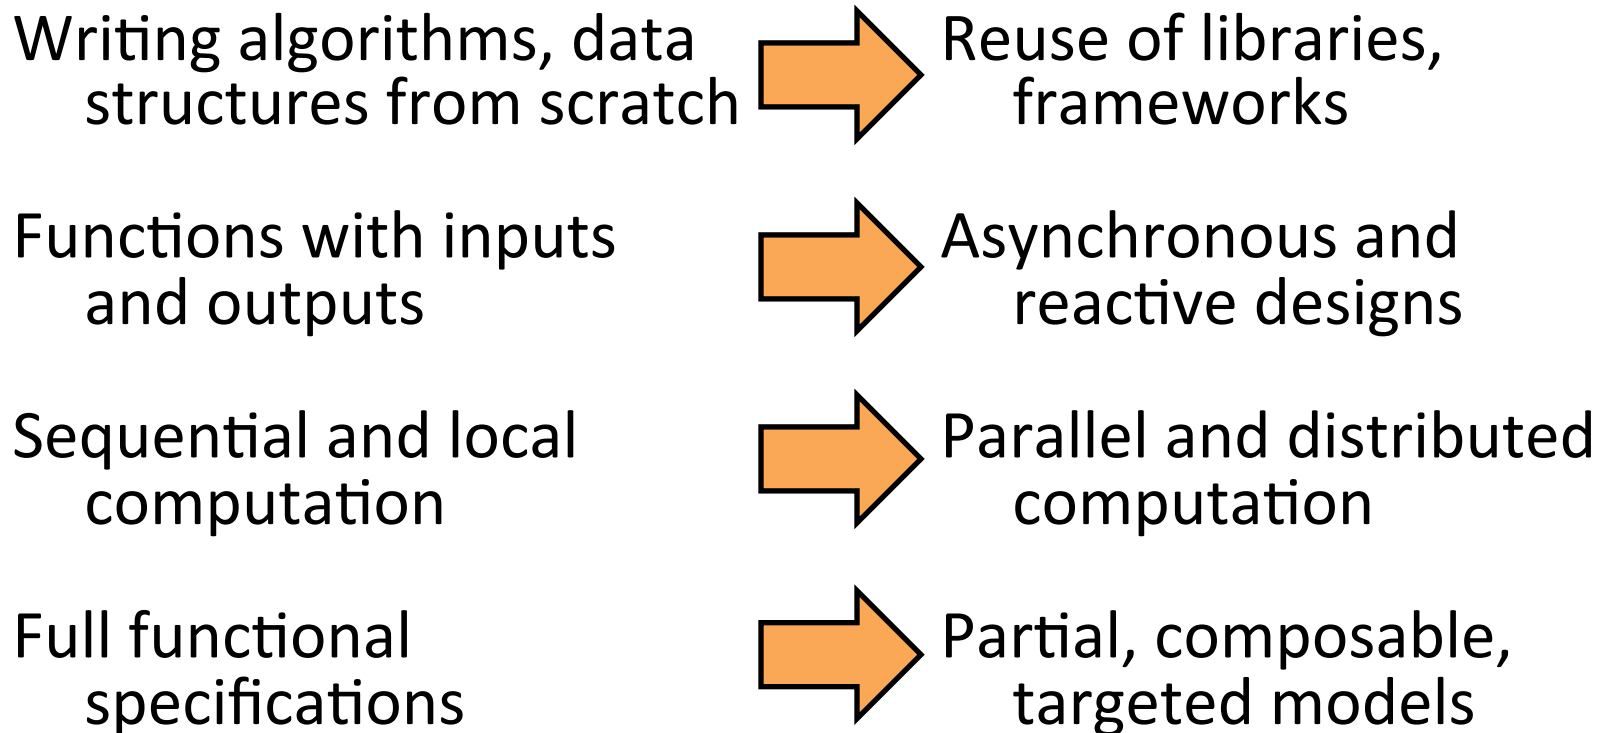 Writing algorithms, data
structures from scratch
Reuse of libraries,
frameworks
Functions with inputs
and outputs
Asynchronous and
reactive designs
Sequential and local
computation
Parallel and distributed
computation
Full functional
specifications
Partial, composable,
targeted models